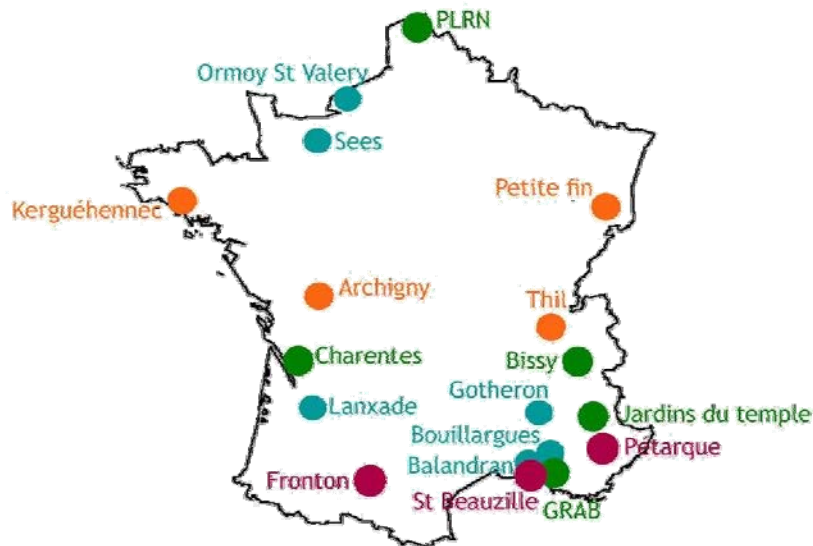 PLRN
Ormoy St Valery
Sees
Petite fin
Kerguéhennec
Archigny
Thil
Charentes
Bissy
Gotheron
Lanxade
Jardins du temple
Bouillargues
Pétarque
Balandran
Fronton
St Beauzille
GRAB